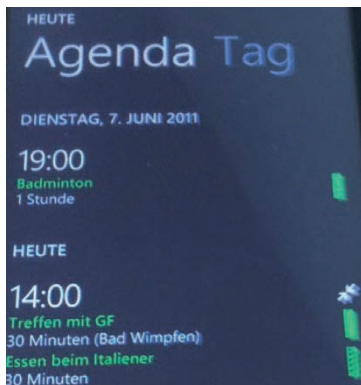 HEUTE
Agenda Tag
DIENSTAG, 7. JUNI 2011
19:00
Badminton
1 Stunde
HEUTE
14:00
Treffen mit GF
30 Minuten (Bad Wimpfen)
Essen beim Italiener
30 Minuten